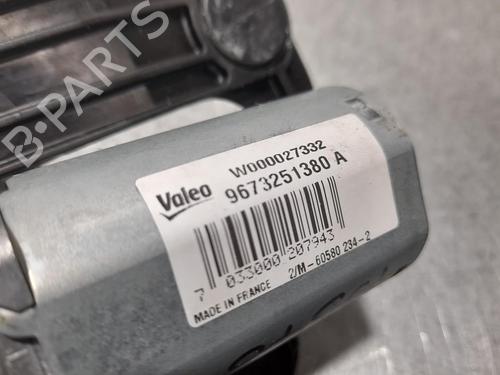 B-PARTS
Valeo
W000027332
9673251380 A
7 033000 207943
2/M-60580 234-2
MADE IN FRANCE